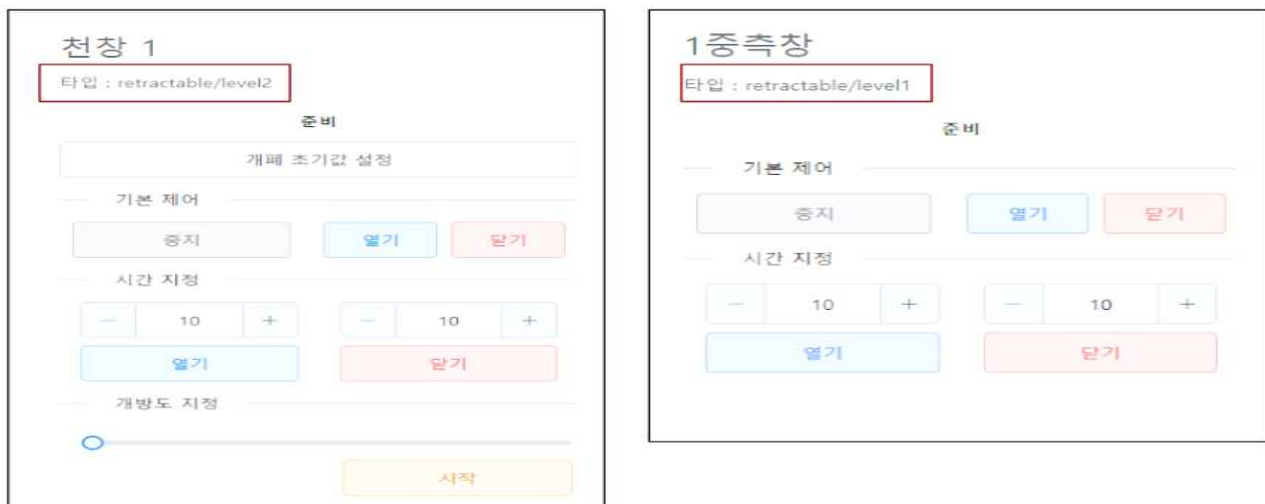 천창 1
타입 : retractable/level2
준비
개폐 초기값 설정
기본 제어
중지 열기 닫기
시간 지정
— 10 + — 10 +
열기 닫기
개방도 지정
시작
1중측창
타입 : retractable/level1
준비
기본 제어
중지 열기 닫기
시간 지정
— 10 + — 10 +
열기 닫기